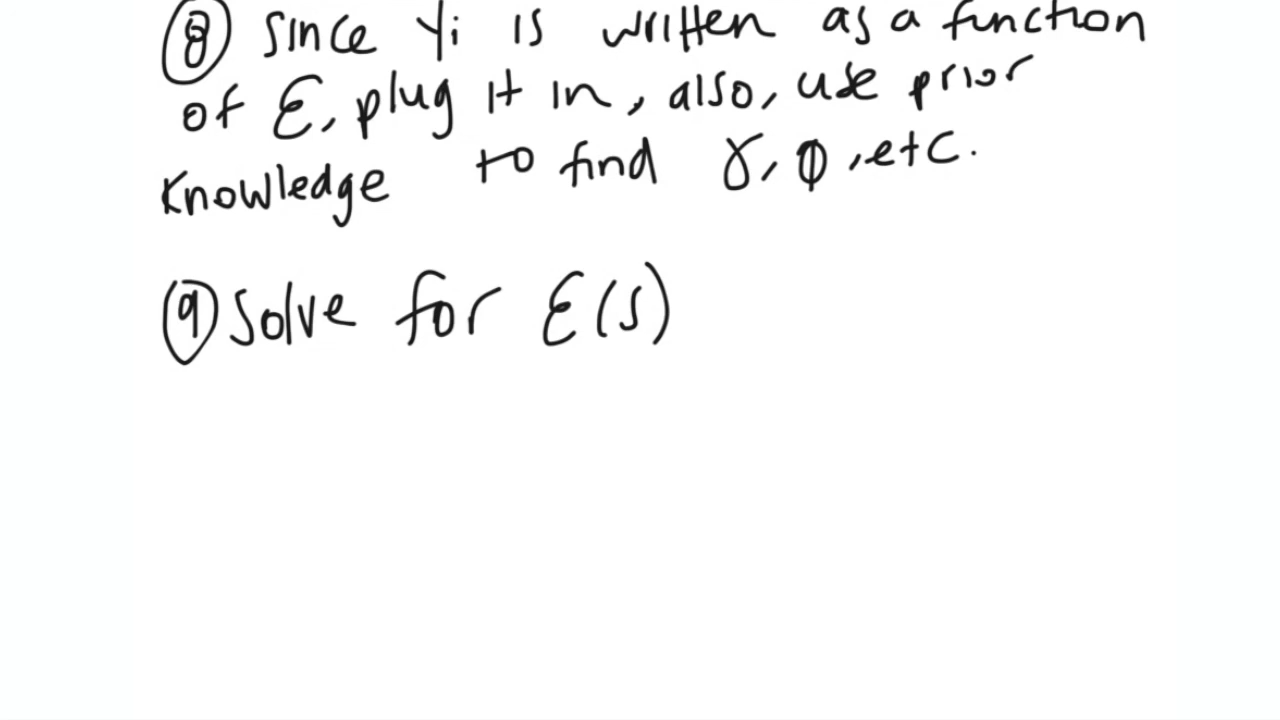 ⑧ Since Yi is written as a function
of ε, plug it in, also, use prior
knowledge to find γ, φ, etc.
⑨ Solve for ε(s)